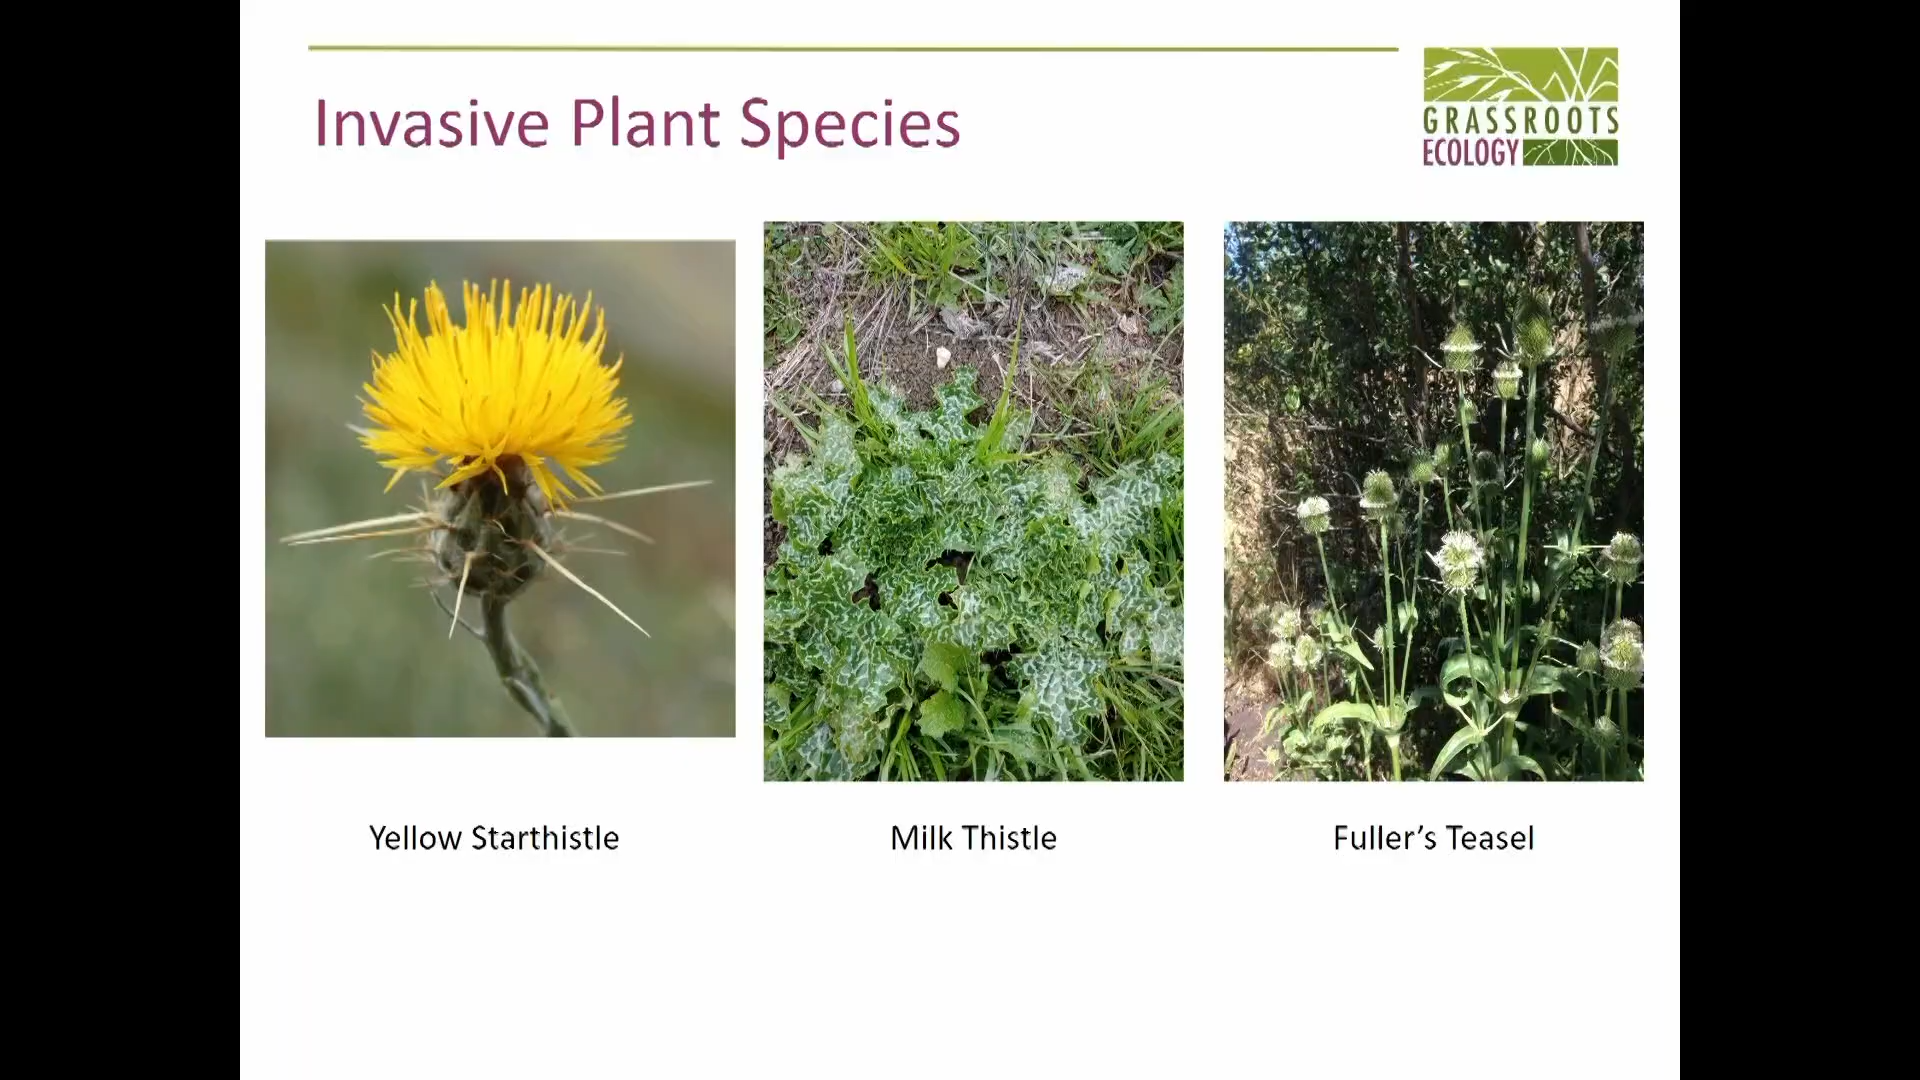 Invasive Plant Species
GRASSROOTS
ECOLOGY
Yellow Starthistle
Milk Thistle
Fuller’s Teasel